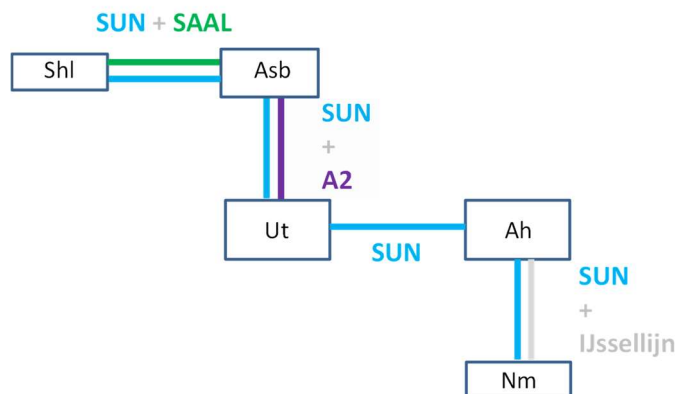 SUN + SAAL
Shl
Asb
SUN
+
A2
Ut
Ah
SUN
SUN
+
IJssellijn
Nm